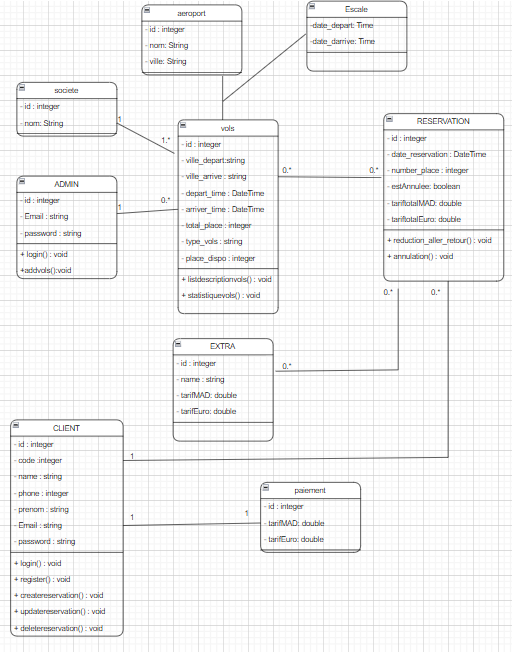 aeroport
- id : integer
- nom: String
- ville: String
Escale
-date_depart: Time
-date_darrive: Time
societe
- id : integer
- nom: String
1
1.*
vols
- id : integer
- ville_depart:string
- ville_arrive : string
- depart_time : DateTime
- arriver_time : DateTime
- total_place : integer
- type_vols : string
- place_dispo : integer
+ listdescriptionvols() : void
+ statistiquevols() : void
RESERVATION
- id : integer
- date_reservation : DateTime
- number_place : integer
- estAnnulee: boolean
- tariftotalMAD: double
- tariftotalEuro: double
+ reduction_aller_retour() : void
+ annulation() : void
0.*
0.*
ADMIN
- id : integer
- Email : string
- password : string
+ login() : void
+addvols():void
1
0.*
0.*
0.*
EXTRA
- id : integer
- name : string
- tarifMAD: double
- tarifEuro: double
0.*
CLIENT
- id : integer
- code :integer
- name : string
- phone : integer
- prenom : string
- Email : string
- password : string
+ login() : void
+ register() : void
+ createreservation() : void
+ updatereservation() : void
+ deletereservation() : void
1
1
1
paiement
- id : integer
- tarifMAD: double
- tarifEuro: double